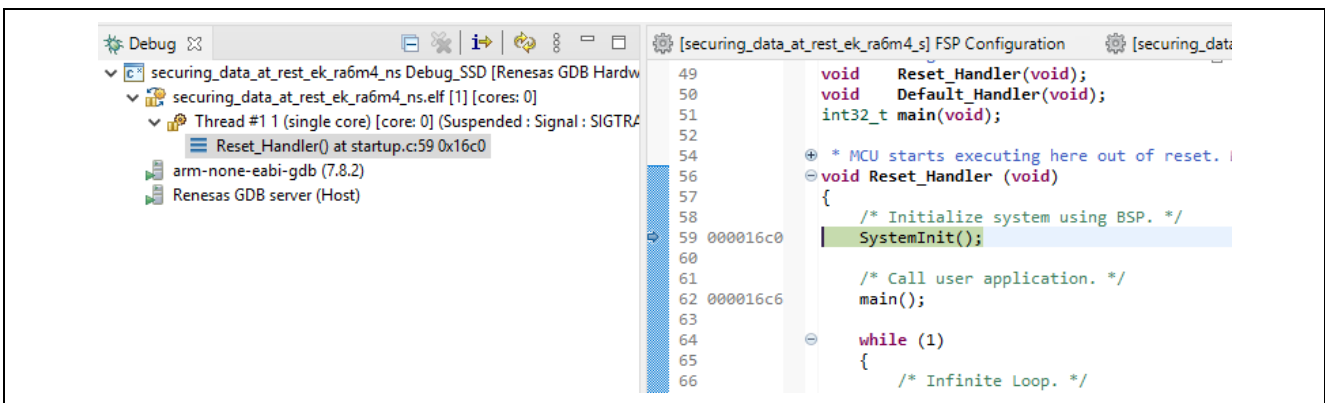 Debug
securing_data_at_rest_ek_ra6m4_ns Debug_SSD [Renesas GDB Hardw
securing_data_at_rest_ek_ra6m4_ns.elf [1] [cores: 0]
Thread #1 1 (single core) [core: 0] (Suspended : Signal : SIGTRA
Reset_Handler() at startup.c:59 0x16c0
arm-none-eabi-gdb (7.8.2)
Renesas GDB server (Host)
[securing_data_at_rest_ek_ra6m4_s] FSP Configuration
[securing_data
49 void Reset_Handler(void);
50 void Default_Handler(void);
51 int32_t main(void);
52
54 * MCU starts executing here out of reset.
56 void Reset_Handler (void)
57 {
58 /* Initialize system using BSP. */
59 000016c0 SystemInit();
60
61 /* Call user application. */
62 000016c6 main();
63
64 while (1)
65 {
66 /* Infinite Loop. */